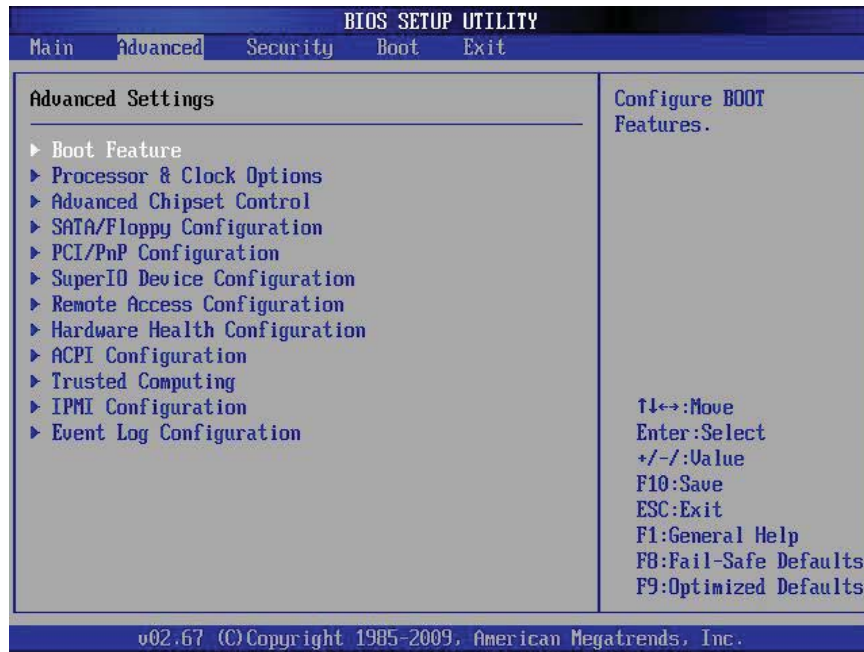 BIOS SETUP UTILITY
Main Advanced Security Boot Exit
Advanced Settings
▶ Boot Feature
▶ Processor & Clock Options
▶ Advanced Chipset Control
▶ SATA/Floppy Configuration
▶ PCI/PnP Configuration
▶ SuperIO Device Configuration
▶ Remote Access Configuration
▶ Hardware Health Configuration
▶ ACPI Configuration
▶ Trusted Computing
▶ IPMI Configuration
▶ Event Log Configuration
Configure BOOT
Features.
↑↓←→:Move
Enter:Select
+/-/:Value
F10:Save
ESC:Exit
F1:General Help
F8:Fail-Safe Defaults
F9:Optimized Defaults
v02.67 (C)Copyright 1985-2009, American Megatrends, Inc.